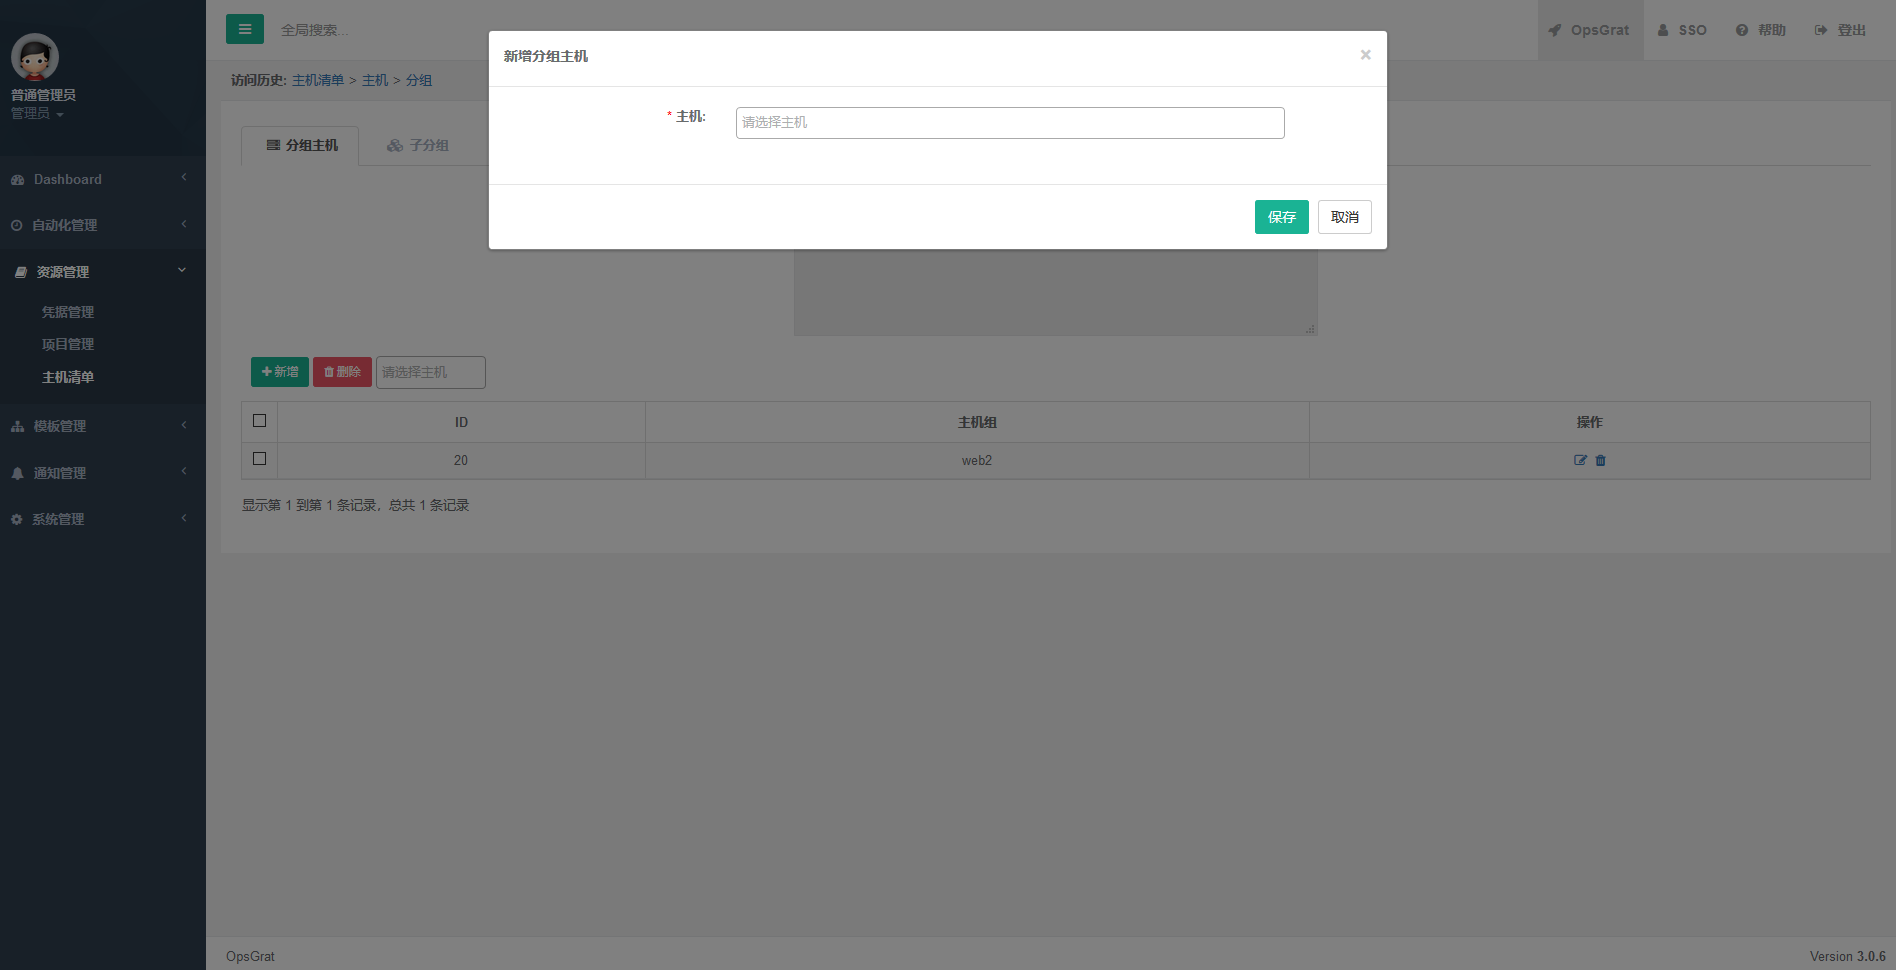 普通管理员
管理员
Dashboard
自动化管理
资源管理
凭据管理
项目管理
主机清单
模板管理
通知管理
系统管理
全局搜索...
OpsGrat
SSO
帮助
登出
访问历史: 主机清单 > 主机 > 分组
分组主机
子分组
新增分组主机
×
* 主机:
请选择主机
保存
取消
新增
删除
请选择主机
ID 主机组 操作
20 web2
显示第 1 到第 1 条记录，总共 1 条记录
OpsGrat
Version 3.0.6